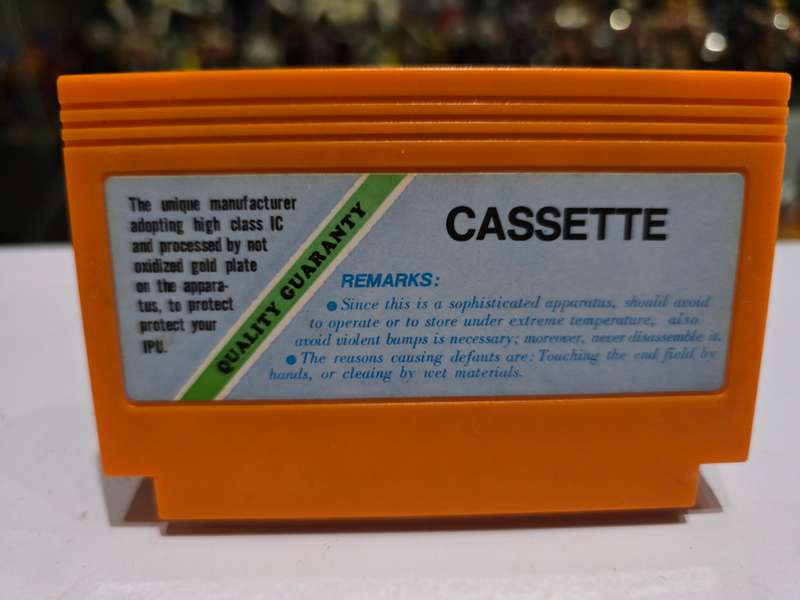 The unique manufacturer
adopting high class IC
and processed by not
oxidized gold plate
on the appara-
tus, to protect
protect your
IPU.
QUALITY GUARANTY
CASSETTE
REMARKS:
● Since this is a sophisticated apparatus, should avoid
to operate or to store under extreme temperature, also
avoid violent bumps is necessary; moreover, never disassemble it.
● The reasons causing defauts are: Touching the end field by
hands, or cleaing by wet materials.